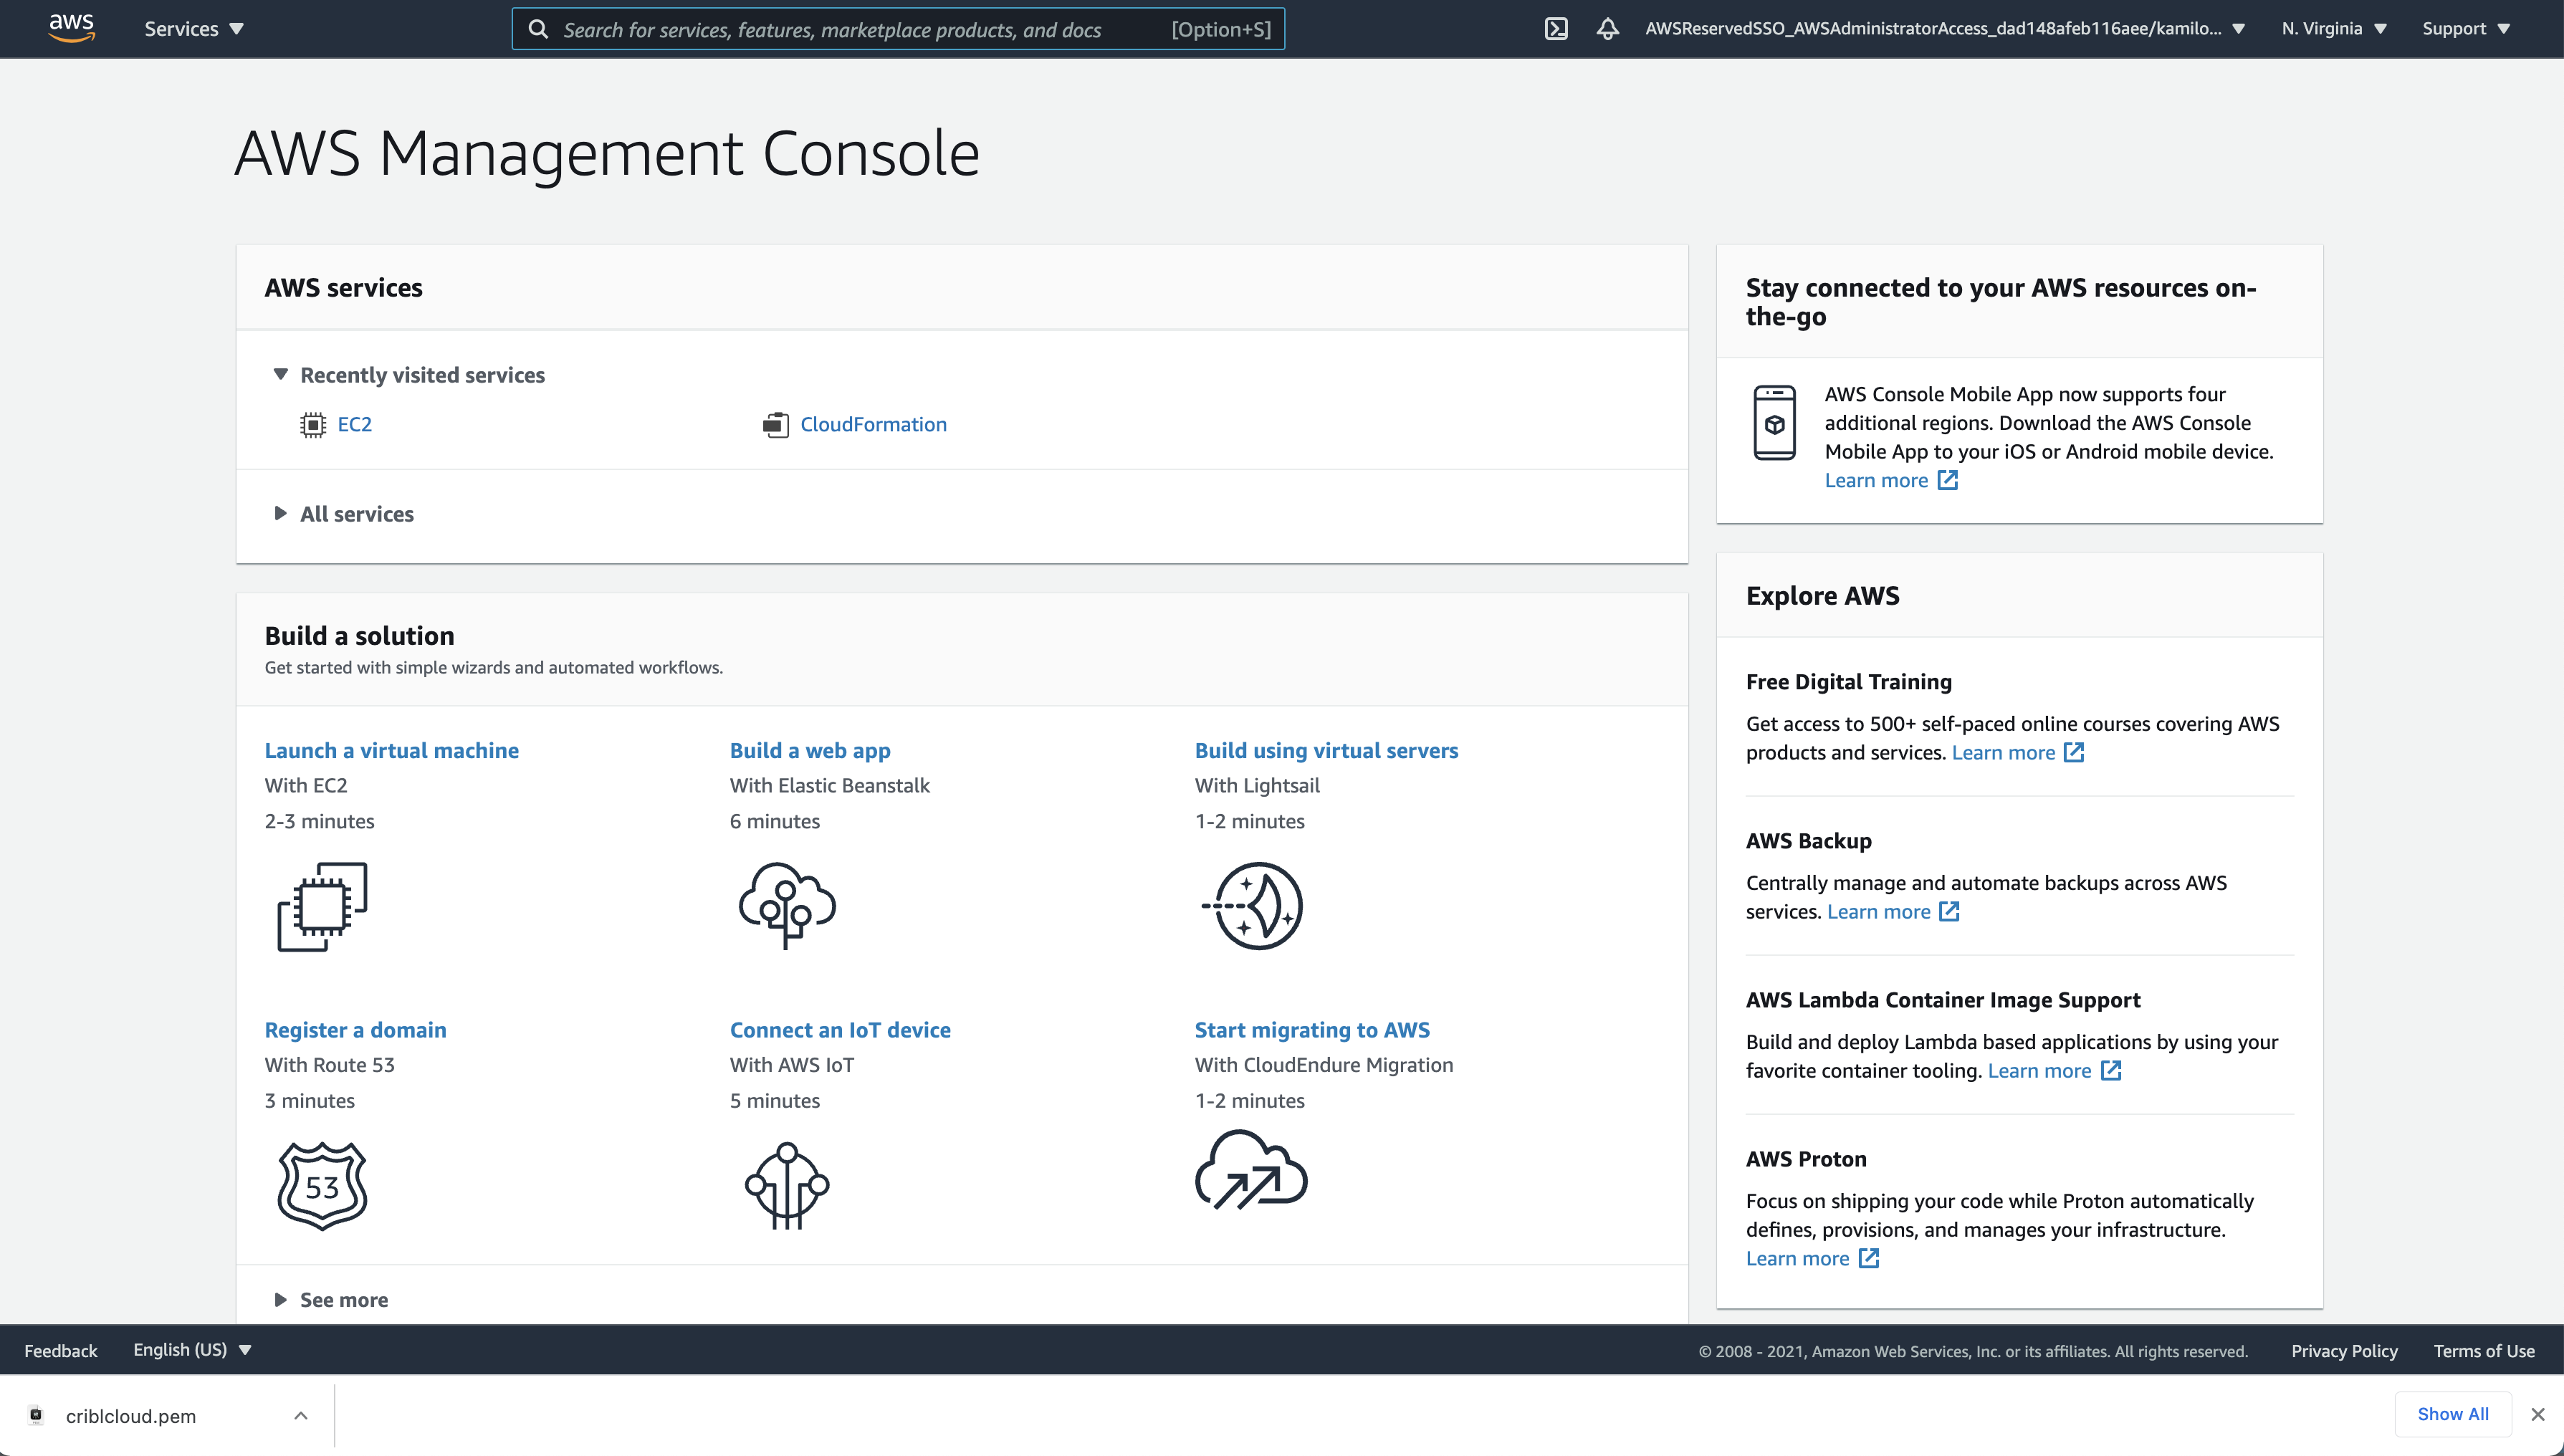 aws
Services
Search for services, features, marketplace products, and docs [Option+S]
AWSReservedSSO_AWSAdministratorAccess_dad148afeb116aee/kamilo...
N. Virginia
Support
AWS Management Console
AWS services
Recently visited services
EC2
CloudFormation
All services
Build a solution
Get started with simple wizards and automated workflows.
Launch a virtual machine
With EC2
2-3 minutes
Build a web app
With Elastic Beanstalk
6 minutes
Build using virtual servers
With Lightsail
1-2 minutes
Register a domain
With Route 53
3 minutes
53
Connect an IoT device
With AWS IoT
5 minutes
Start migrating to AWS
With CloudEndure Migration
1-2 minutes
See more
Stay connected to your AWS resources on-
the-go
AWS Console Mobile App now supports four
additional regions. Download the AWS Console
Mobile App to your iOS or Android mobile device.
Learn more
Explore AWS
Free Digital Training
Get access to 500+ self-paced online courses covering AWS
products and services. Learn more
AWS Backup
Centrally manage and automate backups across AWS
services. Learn more
AWS Lambda Container Image Support
Build and deploy Lambda based applications by using your
favorite container tooling. Learn more
AWS Proton
Focus on shipping your code while Proton automatically
defines, provisions, and manages your infrastructure.
Learn more
Feedback
English (US)
© 2008 - 2021, Amazon Web Services, Inc. or its affiliates. All rights reserved.
Privacy Policy
Terms of Use
criblcloud.pem
Show All